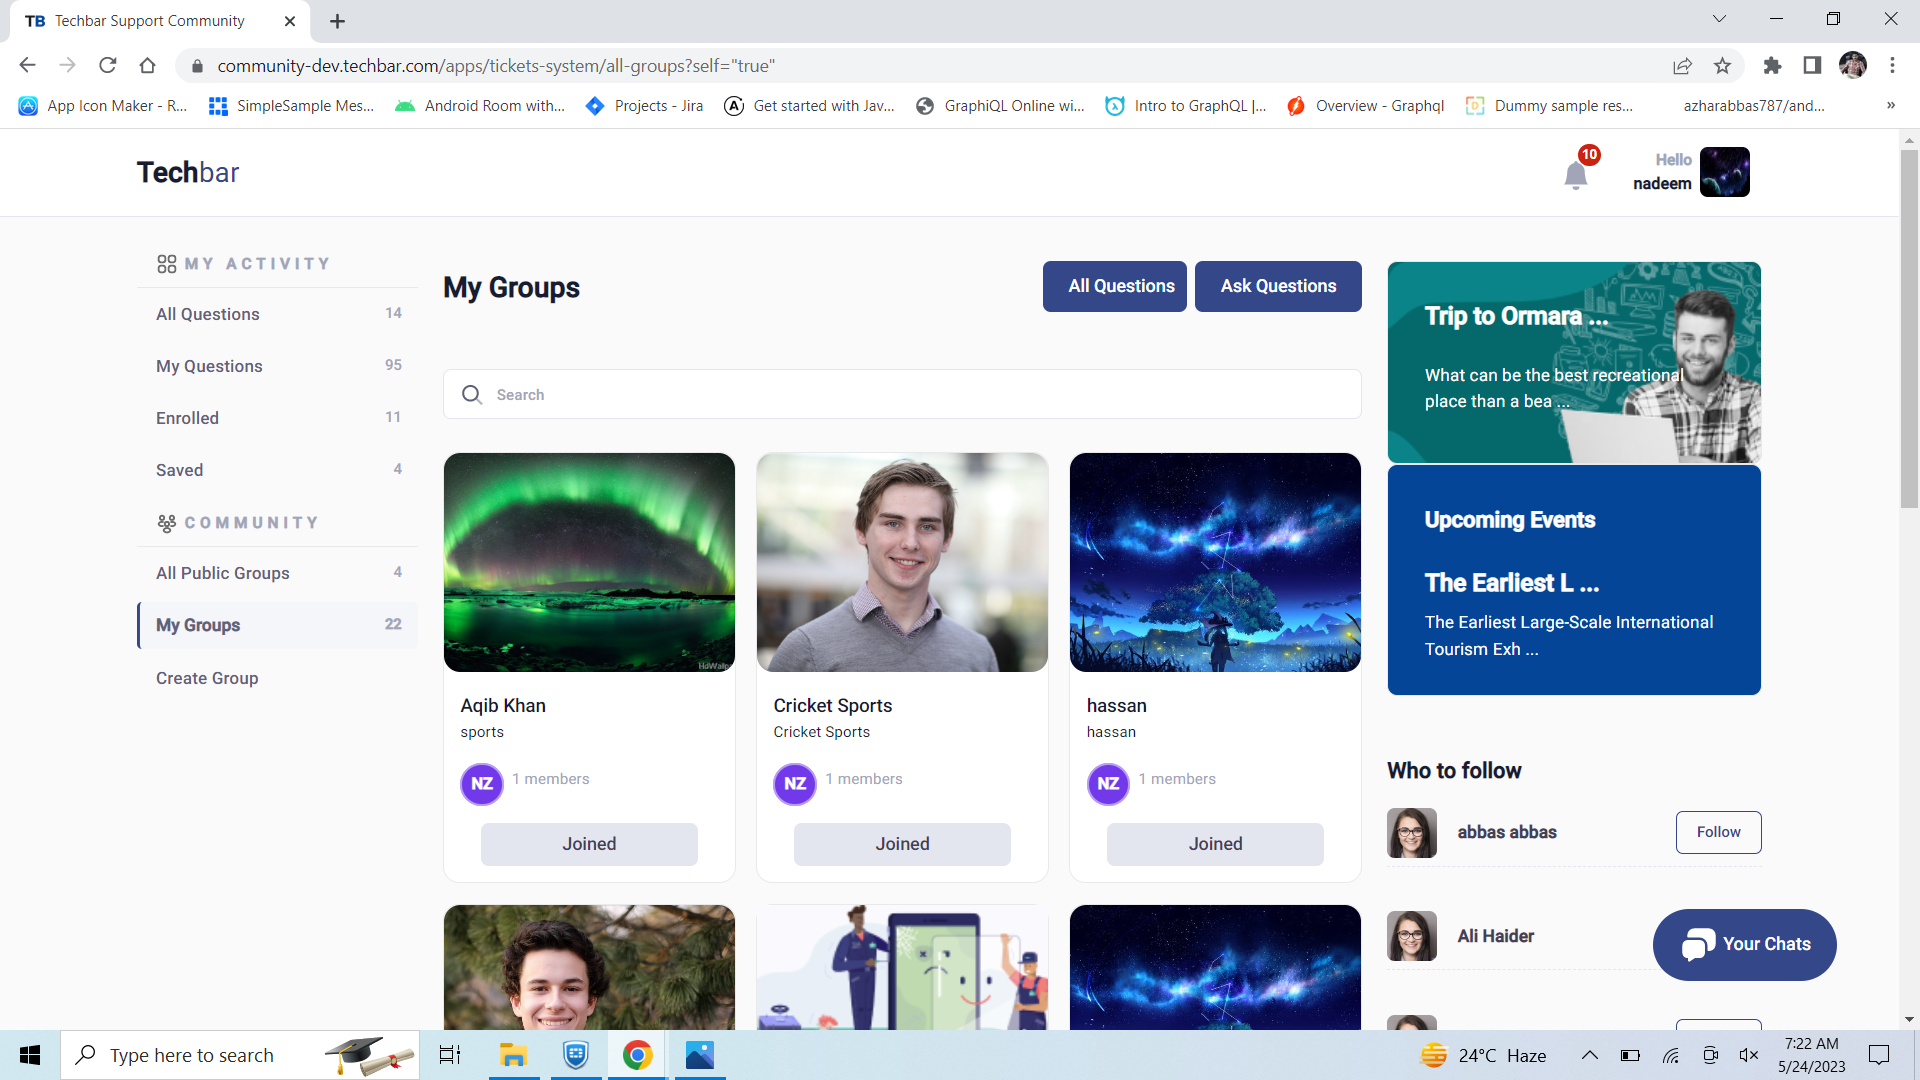 TB Techbar Support Community
community-dev.techbar.com/apps/tickets-system/all-groups?self="true"
App Icon Maker - R...
SimpleSample Mes...
Android Room with...
Projects - Jira
Get started with Jav...
GraphiQL Online wi...
Intro to GraphQL |...
Overview - Graphql
Dummy sample res...
azharabbas787/and...
»
Techbar
10
Hello
nadeem
MY ACTIVITY
All Questions 14
My Questions 95
Enrolled 11
Saved 4
COMMUNITY
All Public Groups 4
My Groups 22
Create Group
My Groups
All Questions
Ask Questions
Search
Aqib Khan
sports
NZ 1 members
Joined
Cricket Sports
Cricket Sports
NZ 1 members
Joined
hassan
hassan
NZ 1 members
Joined
Trip to Ormara ...
What can be the best recreational
place than a bea ...
Upcoming Events
The Earliest L ...
The Earliest Large-Scale International
Tourism Exh ...
Who to follow
abbas abbas
Follow
Ali Haider
Your Chats
Type here to search
24°C Haze
7:22 AM
5/24/2023